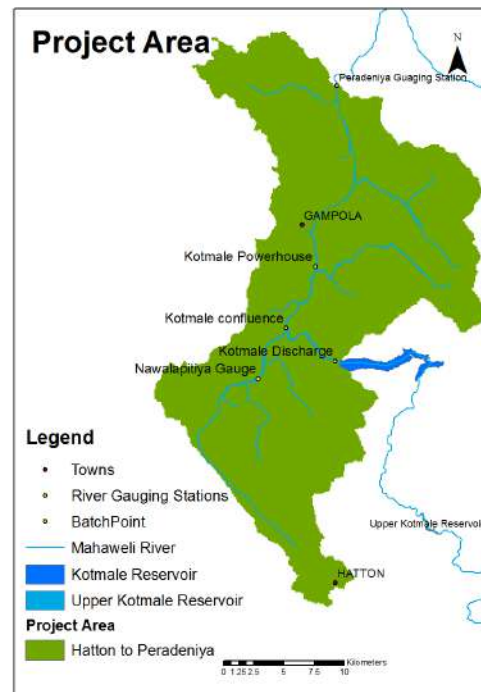 Project Area
N
Peradeniya Guaging Station
GAMPOLA
Kotmale Powerhouse
Kotmale confluence
Kotmale Discharge
Nawalapitiya Gauge
Legend
Towns
River Gauging Stations
BatchPoint
Mahaweli River
Kotmale Reservoir
Upper Kotmale Reservoir
Project Area
Hatton to Peradeniya
Upper Kotmale Reservoir
HATTON
Kilometers
0 1.25 2.5 5 7.5 10